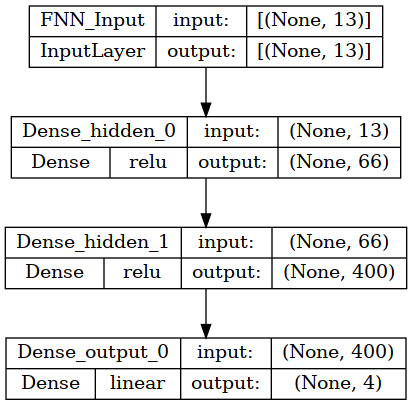 FNN_Input input: [(None, 13)]
InputLayer output: [(None, 13)]
Dense_hidden_0 input: (None, 13)
Dense relu output: (None, 66)
Dense_hidden_1 input: (None, 66)
Dense relu output: (None, 400)
Dense_output_0 input: (None, 400)
Dense linear output: (None, 4)